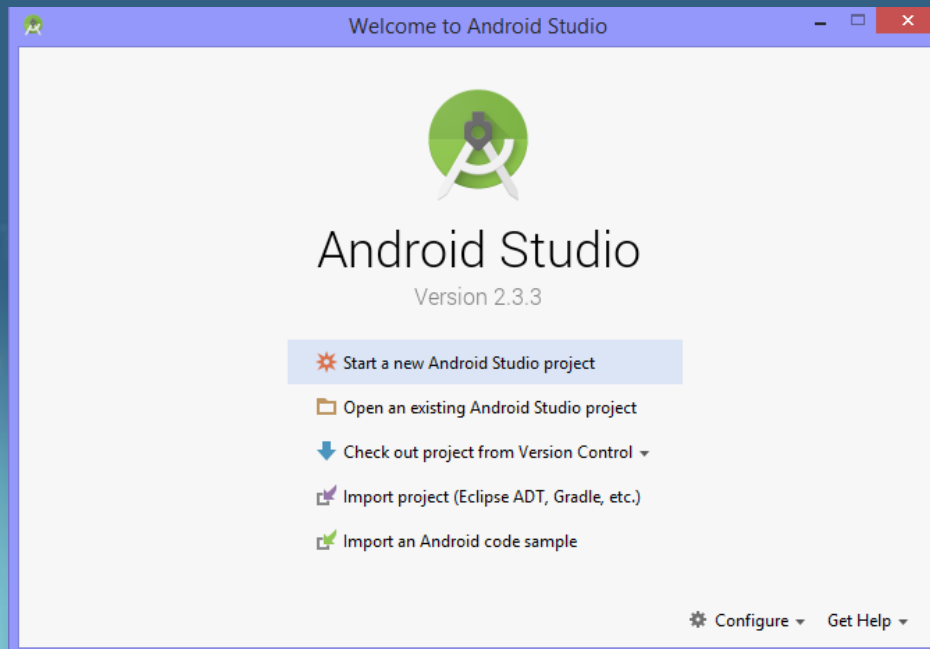 Welcome to Android Studio
Android Studio
Version 2.3.3
Start a new Android Studio project
Open an existing Android Studio project
Check out project from Version Control
Import project (Eclipse ADT, Gradle, etc.)
Import an Android code sample
Configure Get Help